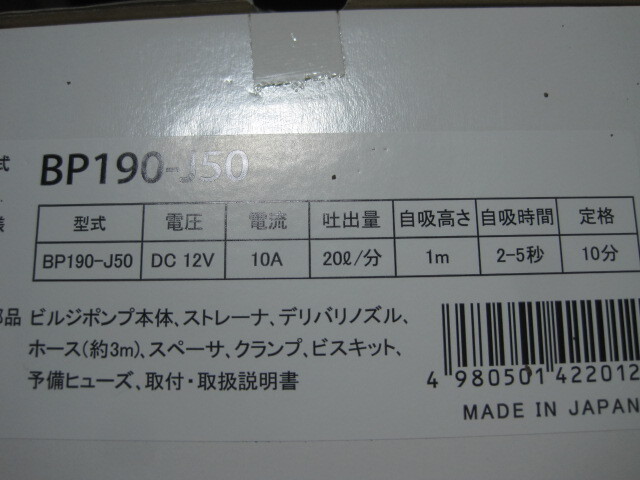 式 BP190-J50
様
型式 電圧 電流 吐出量 自吸高さ 自吸時間 定格
BP190-J50 DC 12V 10A 20ℓ/分 1m 2-5秒 10分
部品 ビルジポンプ本体、ストレーナ、デリバリノズル、
ホース(約3m)、スペーサ、クランプ、ビスキット、
予備ヒューズ、取付・取扱説明書
4 980501 422012
MADE IN JAPAN